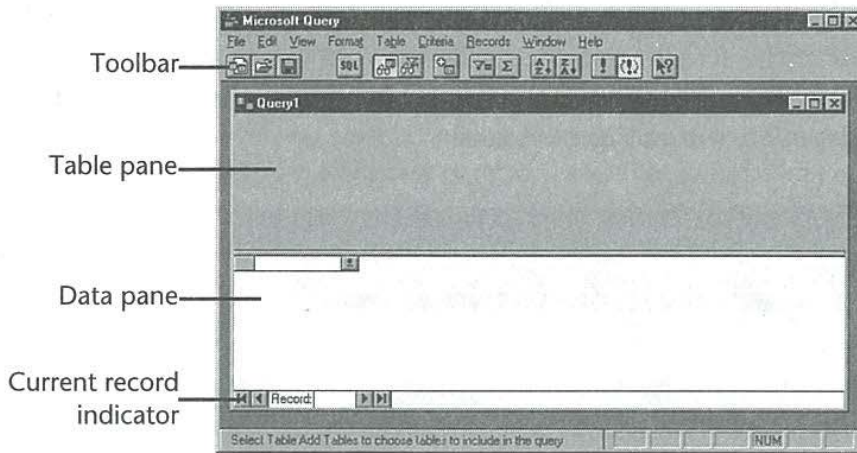 Microsoft Query
File Edit View Format Table Criteria Records Window Help
Toolbar
SQL
Query1
Table pane
Data pane
Current record
indicator
Record:
Select Table Add Tables to choose tables to include in the query
NUM